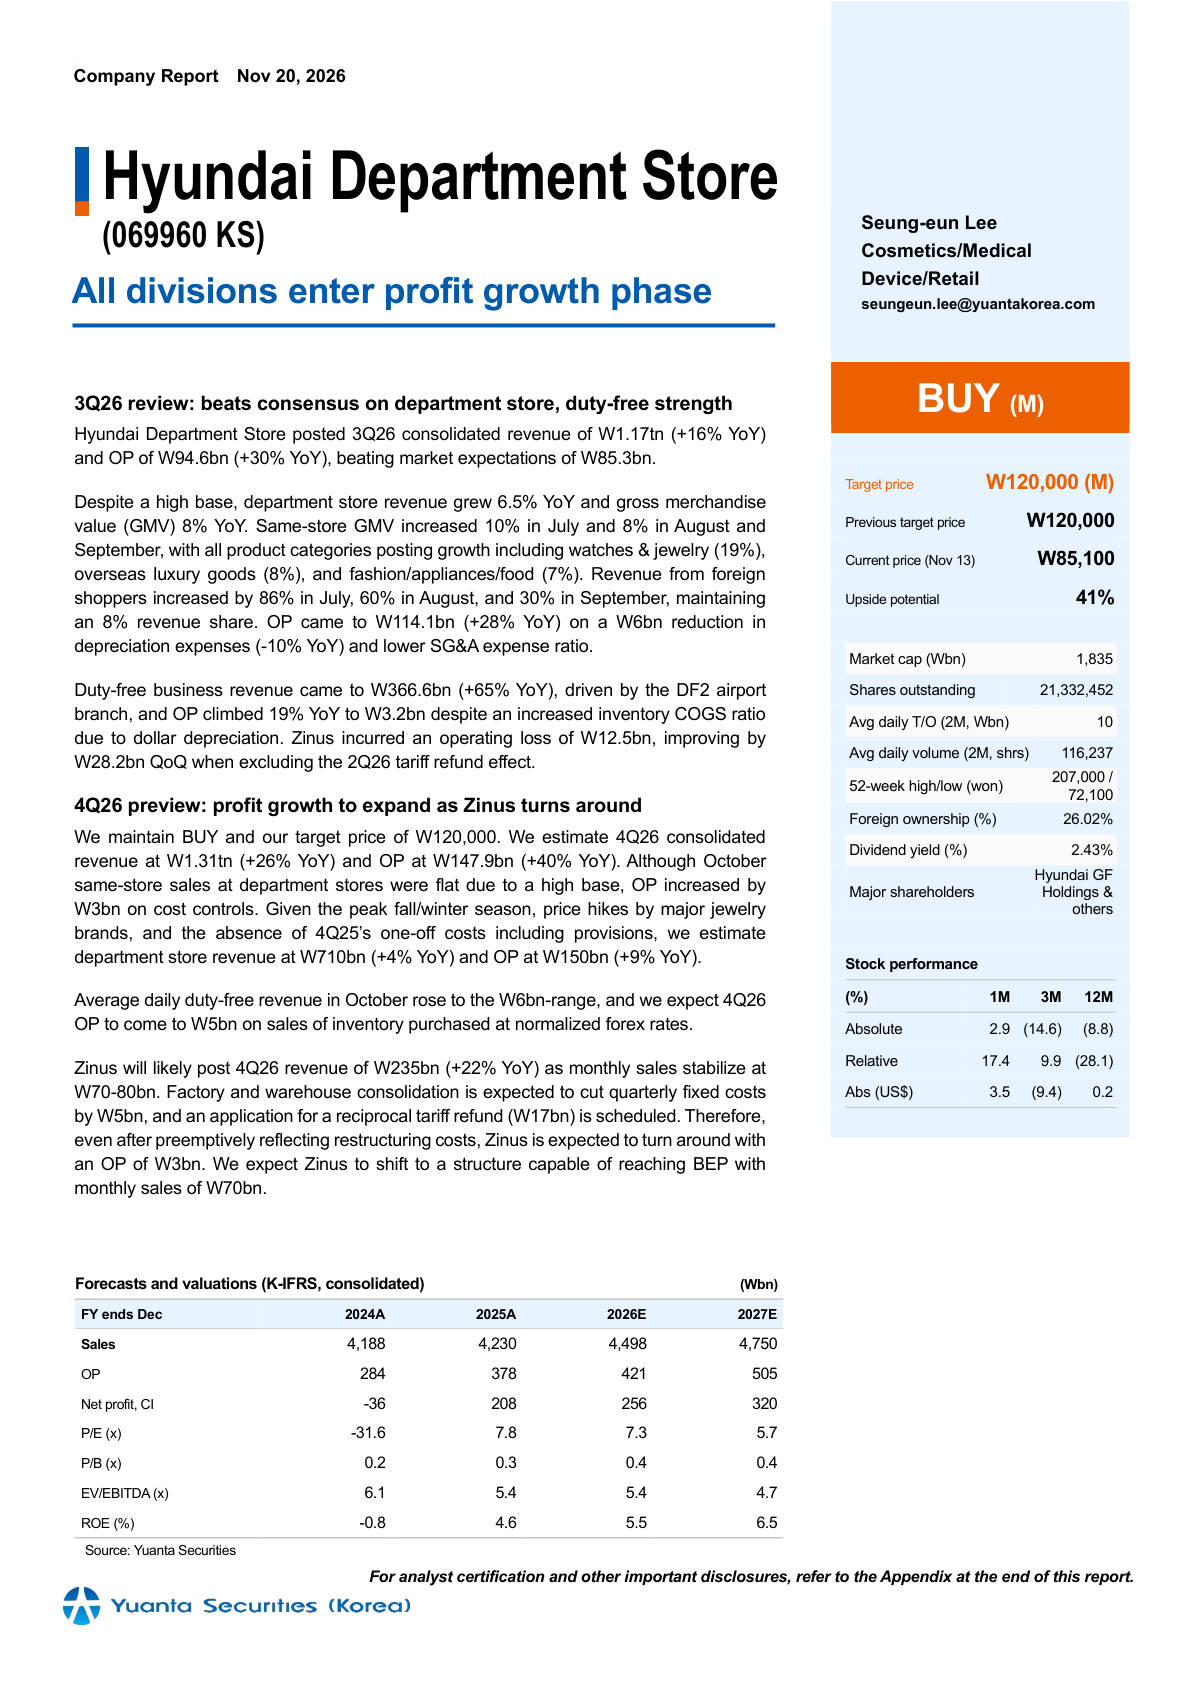 Company Report Nov 20, 2026
Hyundai Department Store
(069960 KS)
All divisions enter profit growth phase
Seung-eun Lee
Cosmetics/Medical
Device/Retail
seungeun.lee@yuantakorea.com
BUY (M)
Target price W120,000 (M)
Previous target price W120,000
Current price (Nov 13) W85,100
Upside potential 41%
Market cap (Wbn) 1,835
Shares outstanding 21,332,452
Avg daily T/O (2M, Wbn) 10
Avg daily volume (2M, shrs) 116,237
52-week high/low (won) 207,000 /
72,100
Foreign ownership (%) 26.02%
Dividend yield (%) 2.43%
Major shareholders Hyundai GF
Holdings &
others
Stock performance
(%) 1M 3M 12M
Absolute 2.9 (14.6) (8.8)
Relative 17.4 9.9 (28.1)
Abs (US$) 3.5 (9.4) 0.2
3Q26 review: beats consensus on department store, duty-free strength
Hyundai Department Store posted 3Q26 consolidated revenue of W1.17tn (+16% YoY)
and OP of W94.6bn (+30% YoY), beating market expectations of W85.3bn.
Despite a high base, department store revenue grew 6.5% YoY and gross merchandise
value (GMV) 8% YoY. Same-store GMV increased 10% in July and 8% in August and
September, with all product categories posting growth including watches & jewelry (19%),
overseas luxury goods (8%), and fashion/appliances/food (7%). Revenue from foreign
shoppers increased by 86% in July, 60% in August, and 30% in September, maintaining
an 8% revenue share. OP came to W114.1bn (+28% YoY) on a W6bn reduction in
depreciation expenses (-10% YoY) and lower SG&A expense ratio.
Duty-free business revenue came to W366.6bn (+65% YoY), driven by the DF2 airport
branch, and OP climbed 19% YoY to W3.2bn despite an increased inventory COGS ratio
due to dollar depreciation. Zinus incurred an operating loss of W12.5bn, improving by
W28.2bn QoQ when excluding the 2Q26 tariff refund effect.
4Q26 preview: profit growth to expand as Zinus turns around
We maintain BUY and our target price of W120,000. We estimate 4Q26 consolidated
revenue at W1.31tn (+26% YoY) and OP at W147.9bn (+40% YoY). Although October
same-store sales at department stores were flat due to a high base, OP increased by
W3bn on cost controls. Given the peak fall/winter season, price hikes by major jewelry
brands, and the absence of 4Q25’s one-off costs including provisions, we estimate
department store revenue at W710bn (+4% YoY) and OP at W150bn (+9% YoY).
Average daily duty-free revenue in October rose to the W6bn-range, and we expect 4Q26
OP to come to W5bn on sales of inventory purchased at normalized forex rates.
Zinus will likely post 4Q26 revenue of W235bn (+22% YoY) as monthly sales stabilize at
W70-80bn. Factory and warehouse consolidation is expected to cut quarterly fixed costs
by W5bn, and an application for a reciprocal tariff refund (W17bn) is scheduled. Therefore,
even after preemptively reflecting restructuring costs, Zinus is expected to turn around with
an OP of W3bn. We expect Zinus to shift to a structure capable of reaching BEP with
monthly sales of W70bn.
Forecasts and valuations (K-IFRS, consolidated) (Wbn)
FY ends Dec 2024A 2025A 2026E 2027E
Sales 4,188 4,230 4,498 4,750
OP 284 378 421 505
Net profit, CI -36 208 256 320
P/E (x) -31.6 7.8 7.3 5.7
P/B (x) 0.2 0.3 0.4 0.4
EV/EBITDA (x) 6.1 5.4 5.4 4.7
ROE (%) -0.8 4.6 5.5 6.5
Source: Yuanta Securities
For analyst certification and other important disclosures, refer to the Appendix at the end of this report.
Yuanta Securities (Korea)